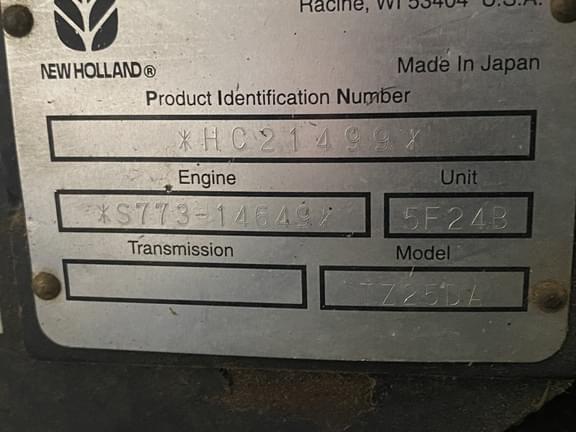 Racine, WI 53404 U.S.A.
NEW HOLLAND®
Made In Japan
Product Identification Number
*HC21499*
Engine
Unit
*S773-14649*
5F24B
Transmission
Model
TZ25DA